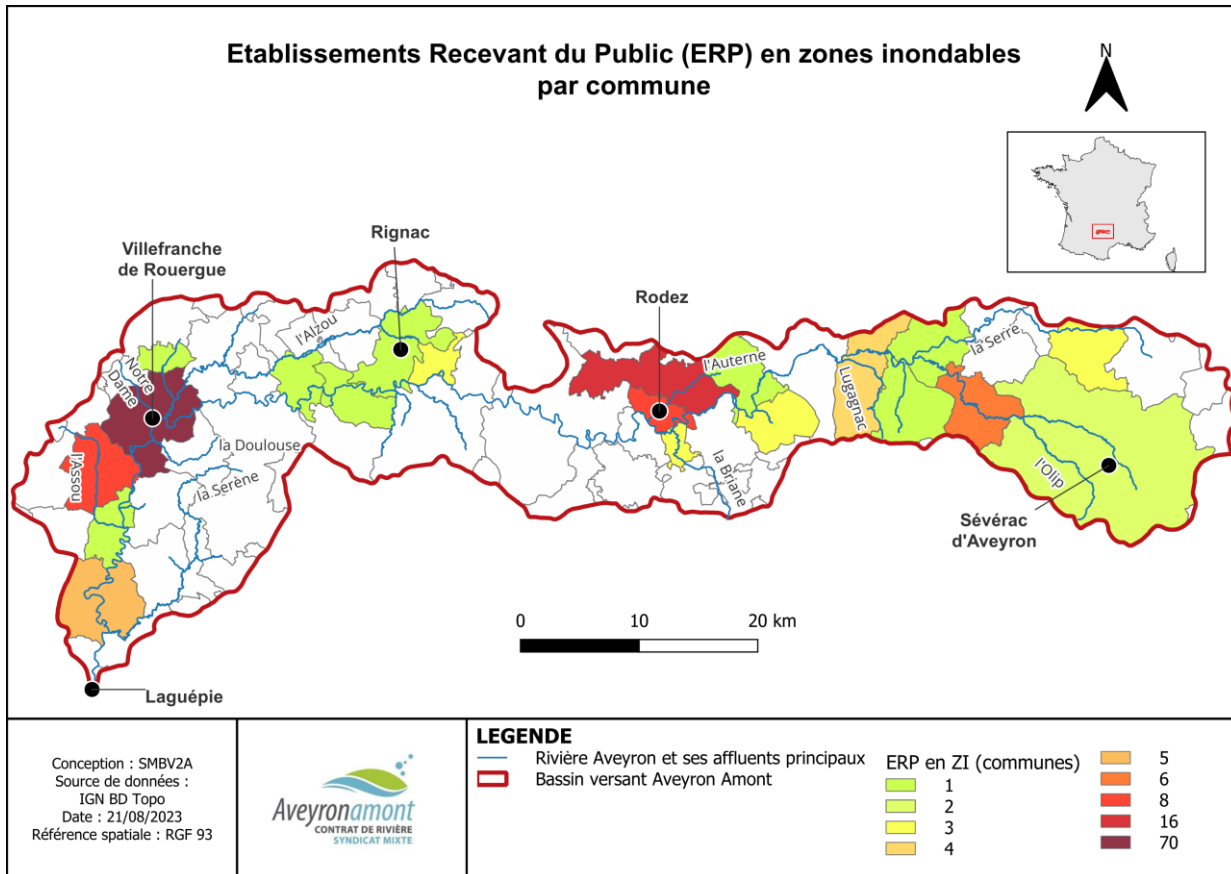 Etablissements Recevant du Public (ERP) en zones inondables
par commune
N
Villefranche
de Rouergue
Rignac
Rodez
l'Alzou
l'Auterne
la Serre
Notre
Dame
Lugagnac
la Doulouse
l'Assou
la Serène
la Briane
l'Olip
Sévérac
d'Aveyron
0 10 20 km
Laguépie
Conception : SMBV2A
Source de données :
IGN BD Topo
Date : 21/08/2023
Référence spatiale : RGF 93
Aveyronamont
CONTRAT DE RIVIÈRE
SYNDICAT MIXTE
LEGENDE
Rivière Aveyron et ses affluents principaux
Bassin versant Aveyron Amont
ERP en ZI (communes)
1
2
3
4
5
6
8
16
70